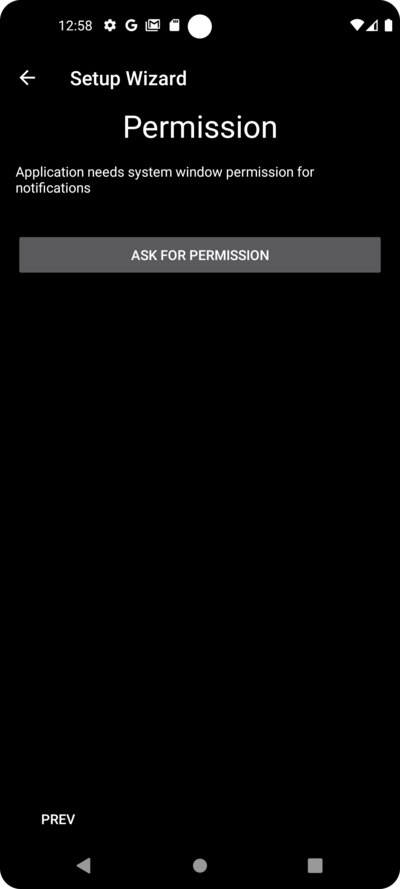 12:58
Setup Wizard
Permission
Application needs system window permission for
notifications
ASK FOR PERMISSION
PREV